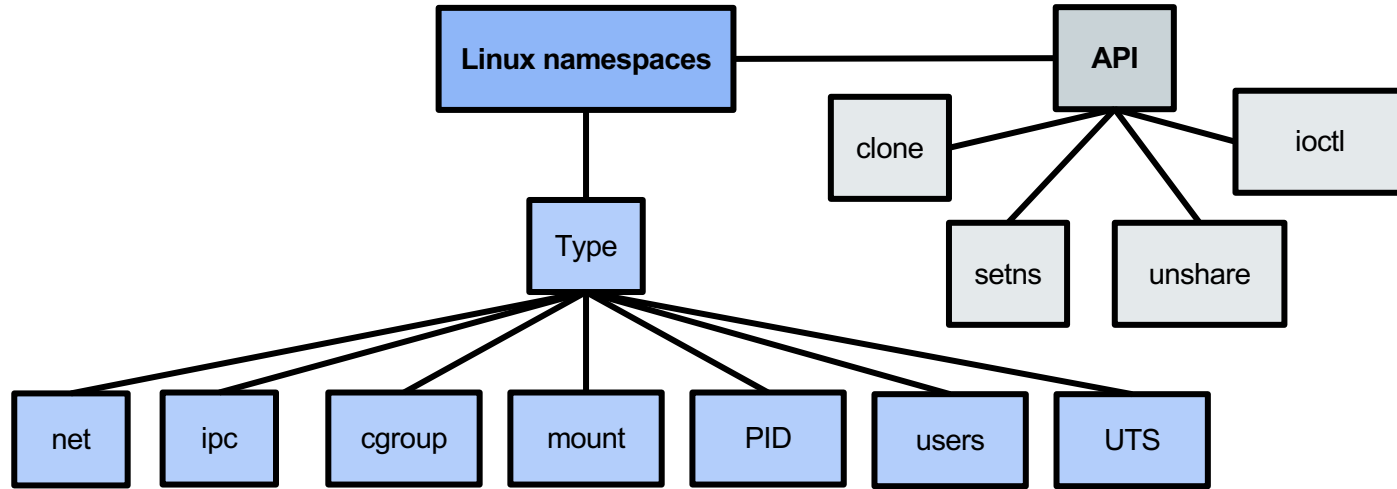 Linux namespaces
API
clone
ioctl
setns
unshare
Type
net
ipc
cgroup
mount
PID
users
UTS